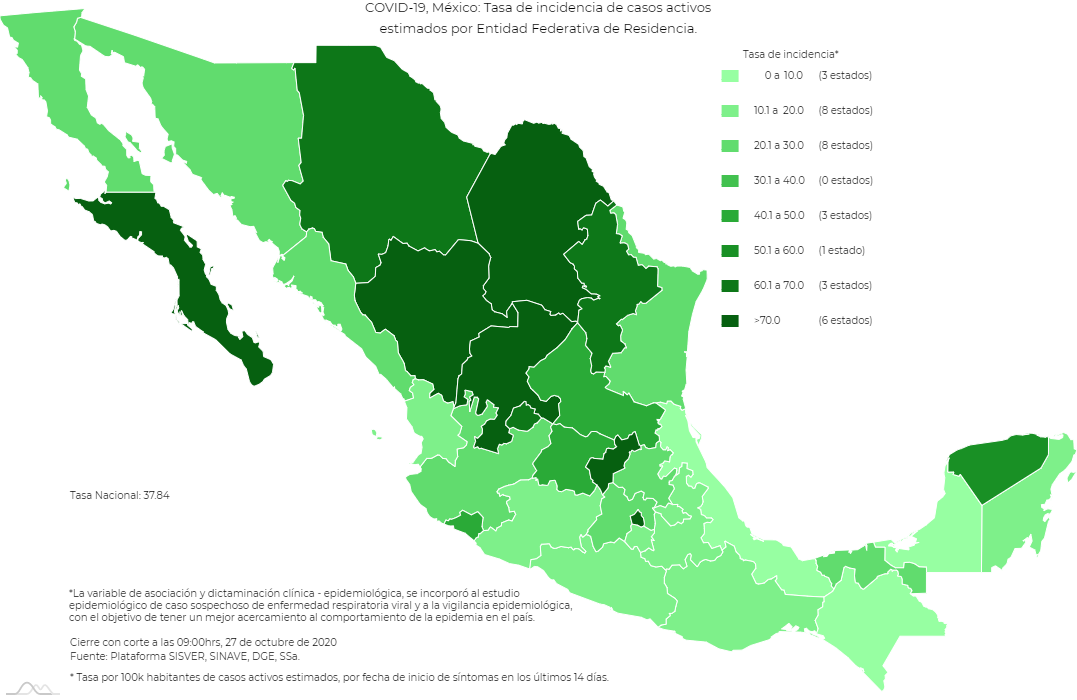 COVID-19, México: Tasa de incidencia de casos activos
estimados por Entidad Federativa de Residencia.
Tasa de incidencia*
0 a 10.0 (3 estados)
10.1 a 20.0 (8 estados)
20.1 a 30.0 (8 estados)
30.1 a 40.0 (0 estados)
40.1 a 50.0 (3 estados)
50.1 a 60.0 (1 estado)
60.1 a 70.0 (3 estados)
>70.0 (6 estados)
Tasa Nacional: 37.84
*La variable de asociación y dictaminación clínica - epidemiológica, se incorporó al estudio
epidemiológico de caso sospechoso de enfermedad respiratoria viral y a la vigilancia epidemiológica,
con el objetivo de tener un mejor acercamiento al comportamiento de la epidemia en el país.
Cierre con corte a las 09:00hrs, 27 de octubre de 2020
Fuente: Plataforma SISVER, SINAVE, DGE, SSa.
* Tasa por 100k habitantes de casos activos estimados, por fecha de inicio de síntomas en los últimos 14 días.